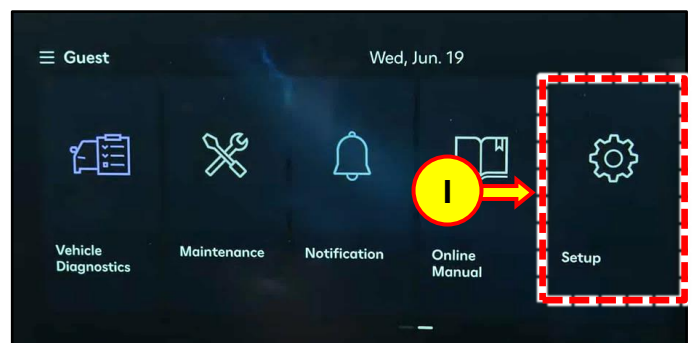 Guest
Wed, Jun. 19
I
Vehicle
Diagnostics
Maintenance
Notification
Online
Manual
Setup